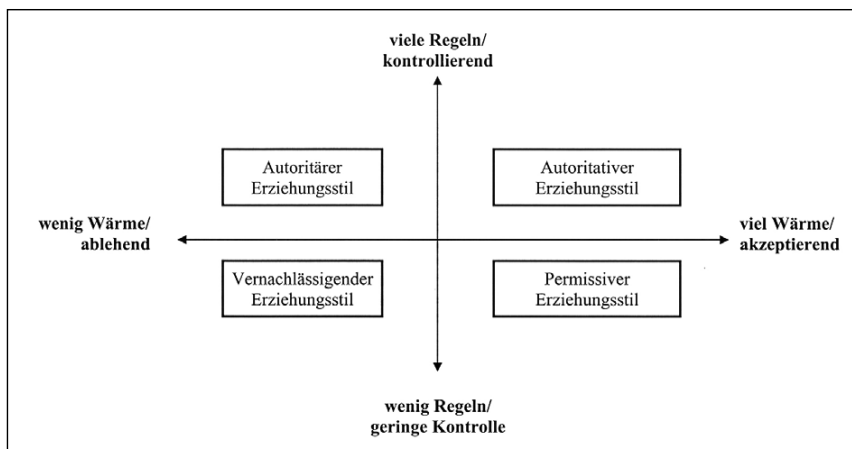 viele Regeln/
kontrollierend
Autoritärer
Erziehungsstil
Autoritativer
Erziehungsstil
wenig Wärme/
ablehend
viel Wärme/
akzeptierend
Vernachlässigender
Erziehungsstil
Permissiver
Erziehungsstil
wenig Regeln/
geringe Kontrolle